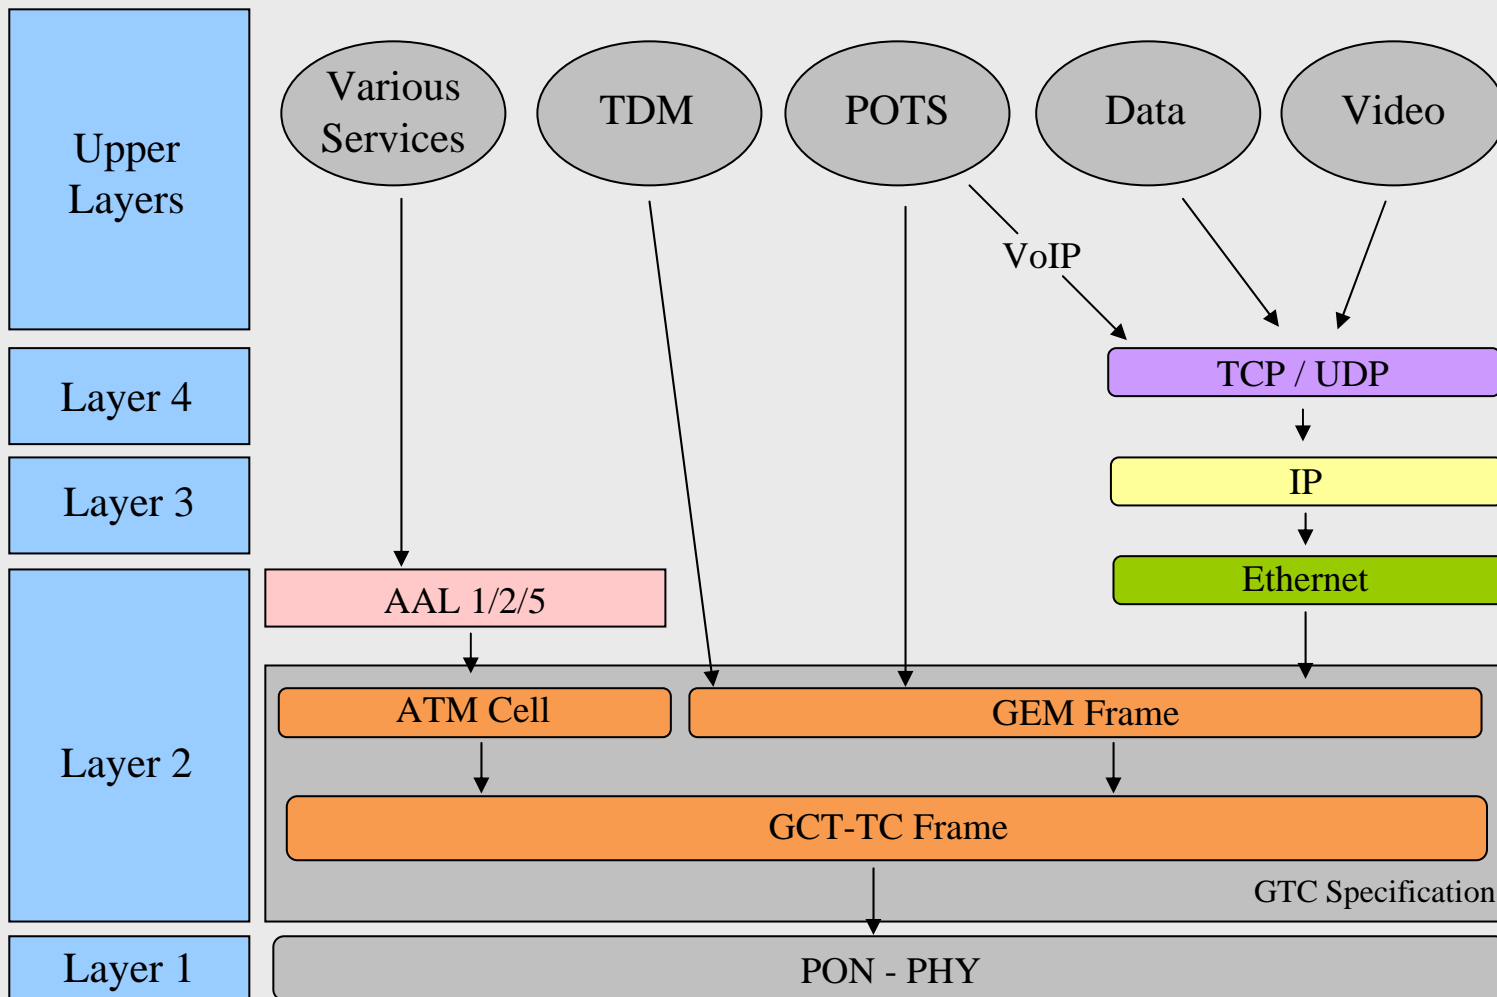 Upper
Layers
Various
Services
TDM
POTS
Data
Video
VoIP
Layer 4
TCP / UDP
Layer 3
IP
Layer 2
AAL 1/2/5
Ethernet
ATM Cell
GEM Frame
GCT-TC Frame
GTC Specification
Layer 1
PON - PHY